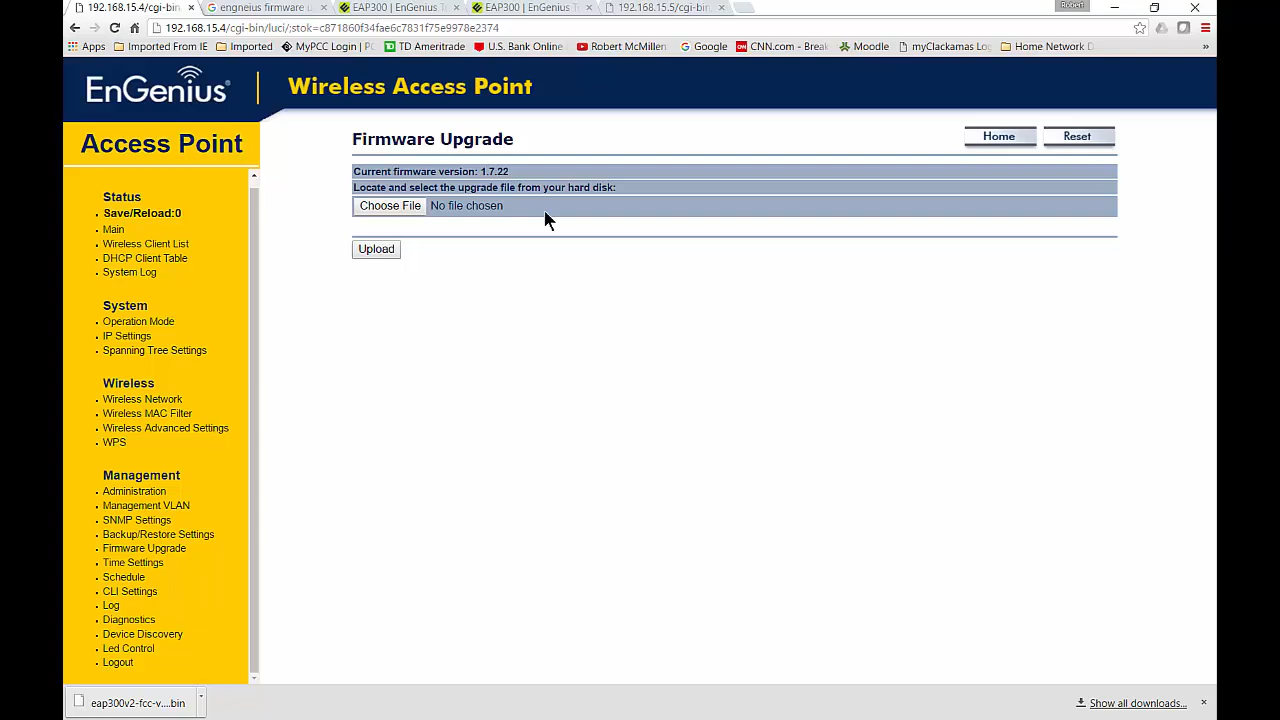 192.168.15.4/cgi-bin/
engneius firmware u
EAP300 | EnGenius T
EAP300 | EnGenius T
192.168.15.5/cgi-bin
Robert
192.168.15.4/cgi-bin/luci/;stok=c871860f34fae6c7831f75e9978e2374
Apps
Imported From IE
Imported
MyPCC Login | P
TD Ameritrade
U.S. Bank Online
Robert McMillen
Google
CNN.com - Break
Moodle
myClackamas Login
Home Network D
»
EnGenius®
Wireless Access Point
Access Point
Firmware Upgrade
Home
Reset
Current firmware version: 1.7.22
Locate and select the upgrade file from your hard disk:
Choose File No file chosen
Upload
Status
Save/Reload:0
Main
Wireless Client List
DHCP Client Table
System Log
System
Operation Mode
IP Settings
Spanning Tree Settings
Wireless
Wireless Network
Wireless MAC Filter
Wireless Advanced Settings
WPS
Management
Administration
Management VLAN
SNMP Settings
Backup/Restore Settings
Firmware Upgrade
Time Settings
Schedule
CLI Settings
Log
Diagnostics
Device Discovery
Led Control
Logout
eap300v2-fcc-v....bin
Show all downloads...